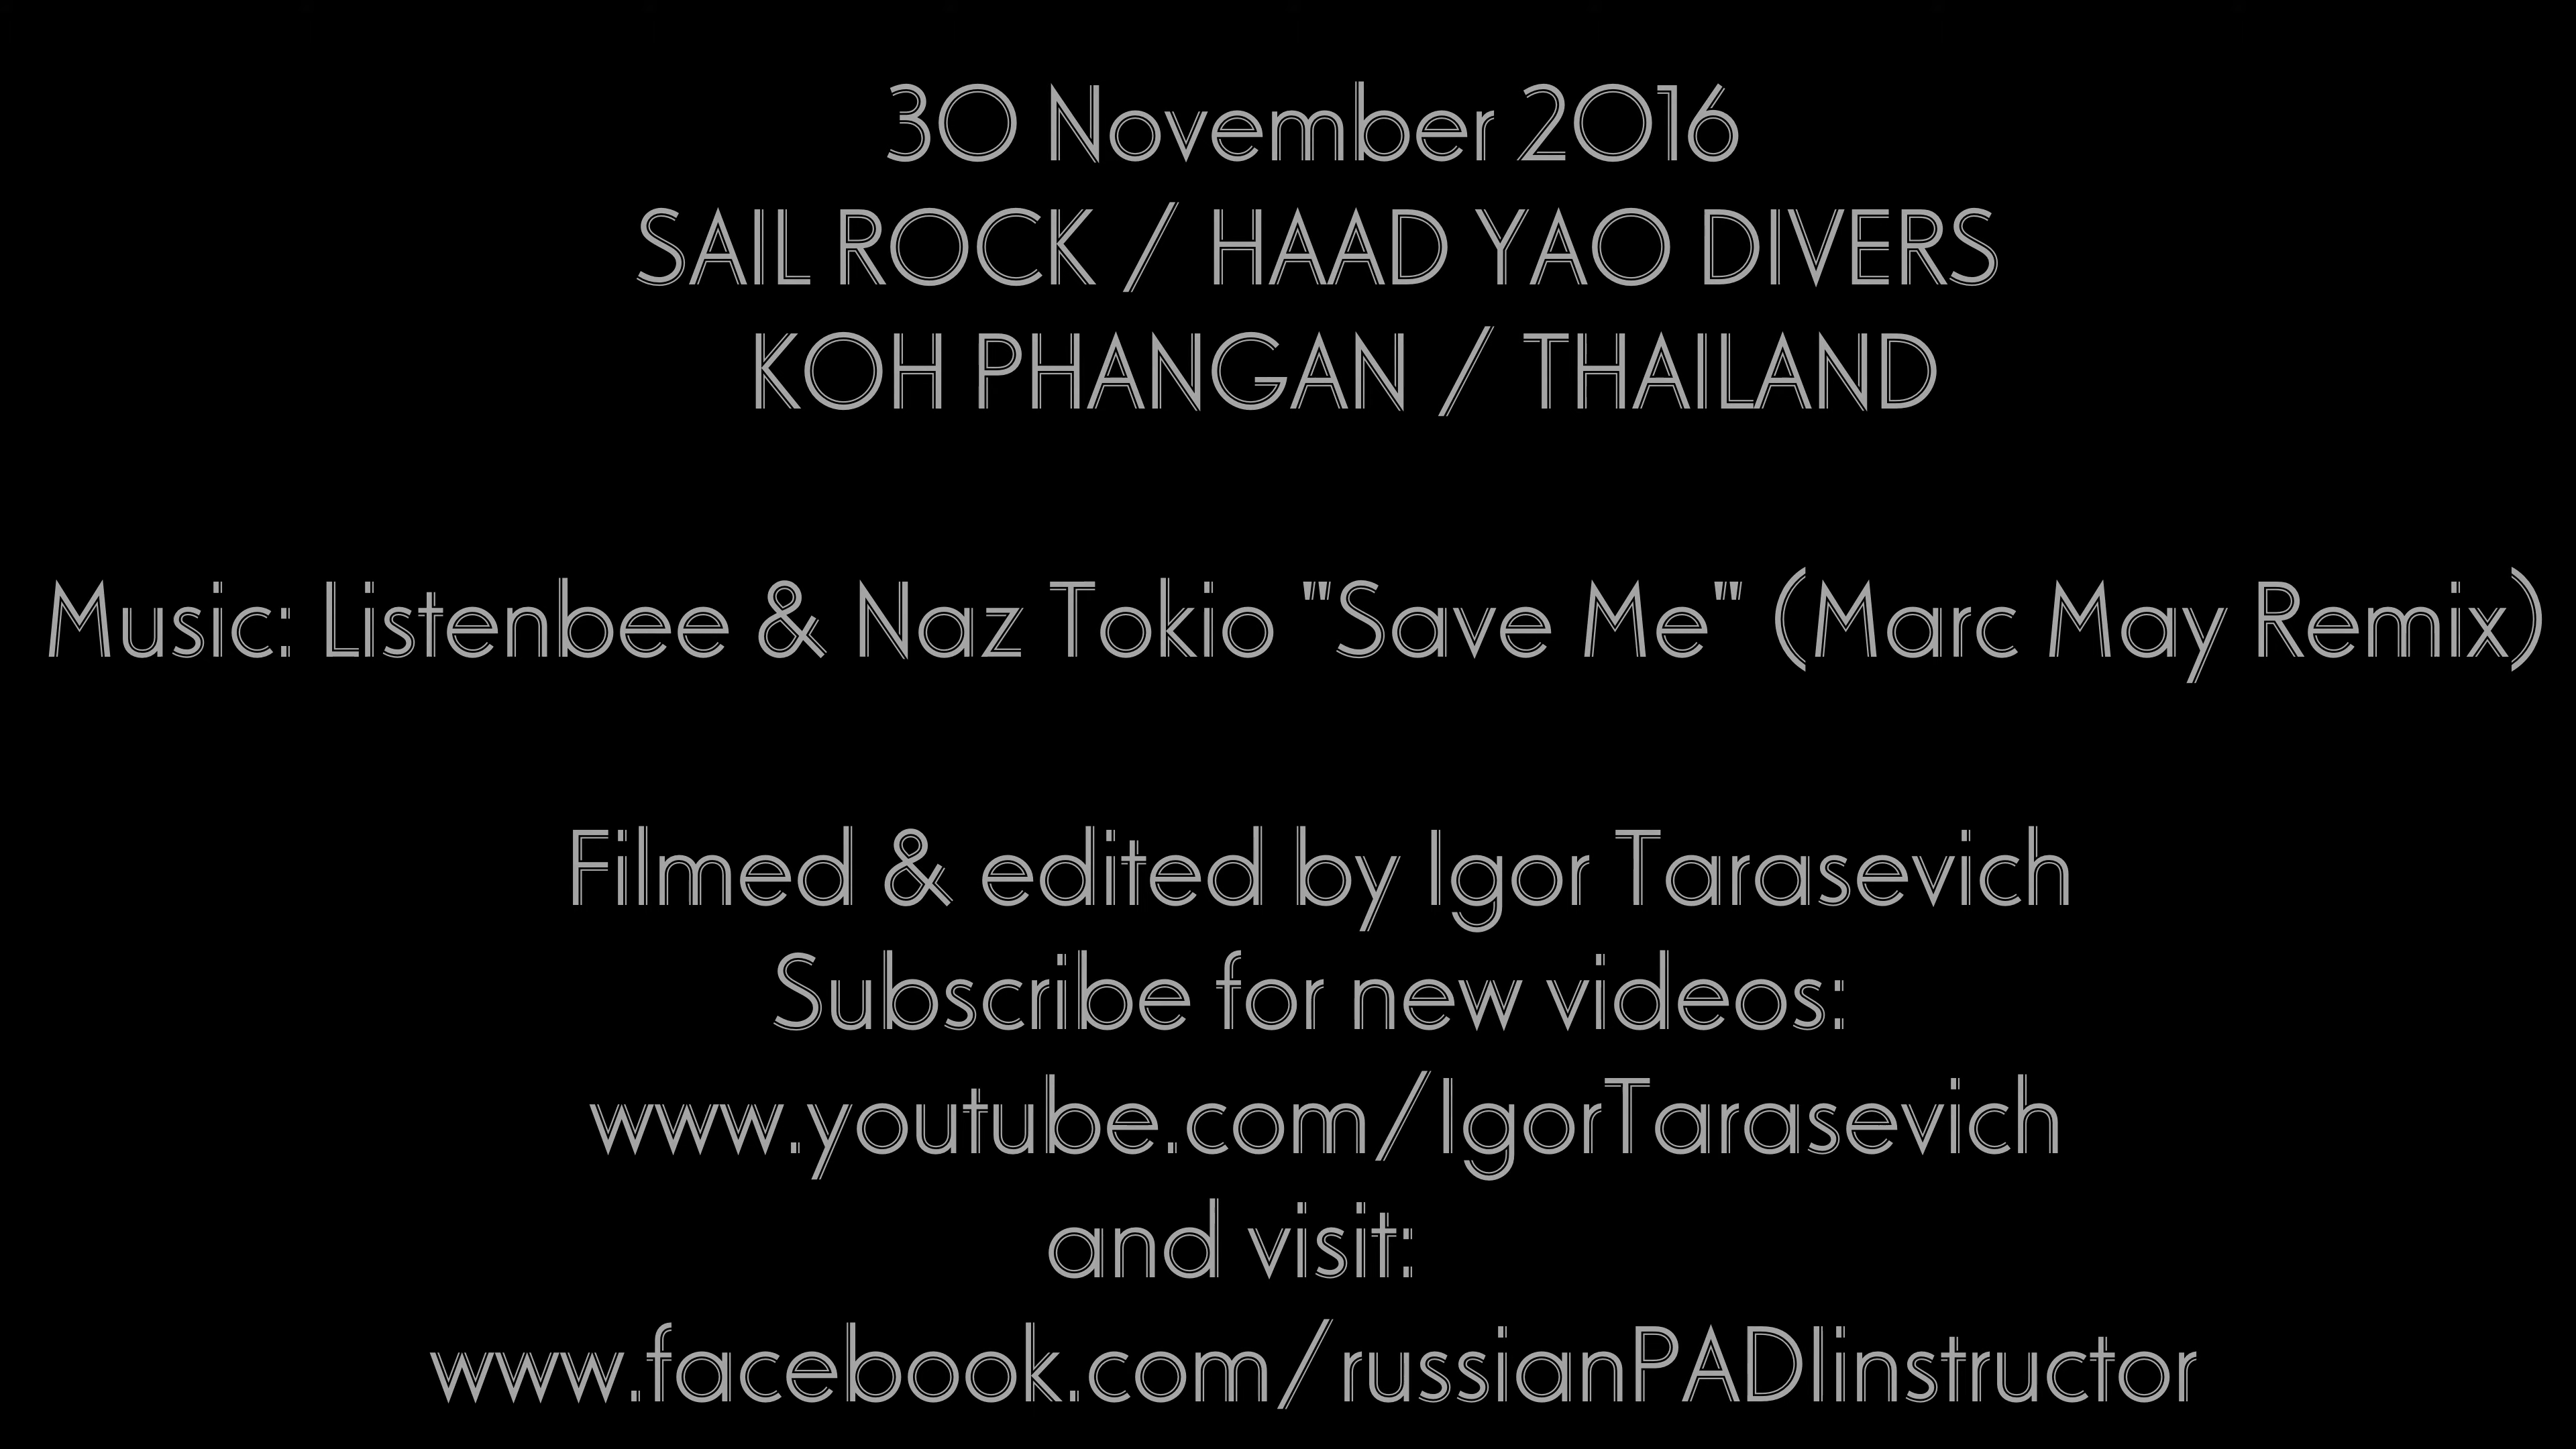 30 November 2016
SAIL ROCK / HAAD YAO DIVERS
KOH PHANGAN / THAILAND
Music: Listenbee & Naz Tokio "'Save Me'" (Marc May Remix)
Filmed & edited by Igor Tarasevich
Subscribe for new videos:
www.youtube.com/IgorTarasevich
and visit:
www.facebook.com/russianPADIinstructor